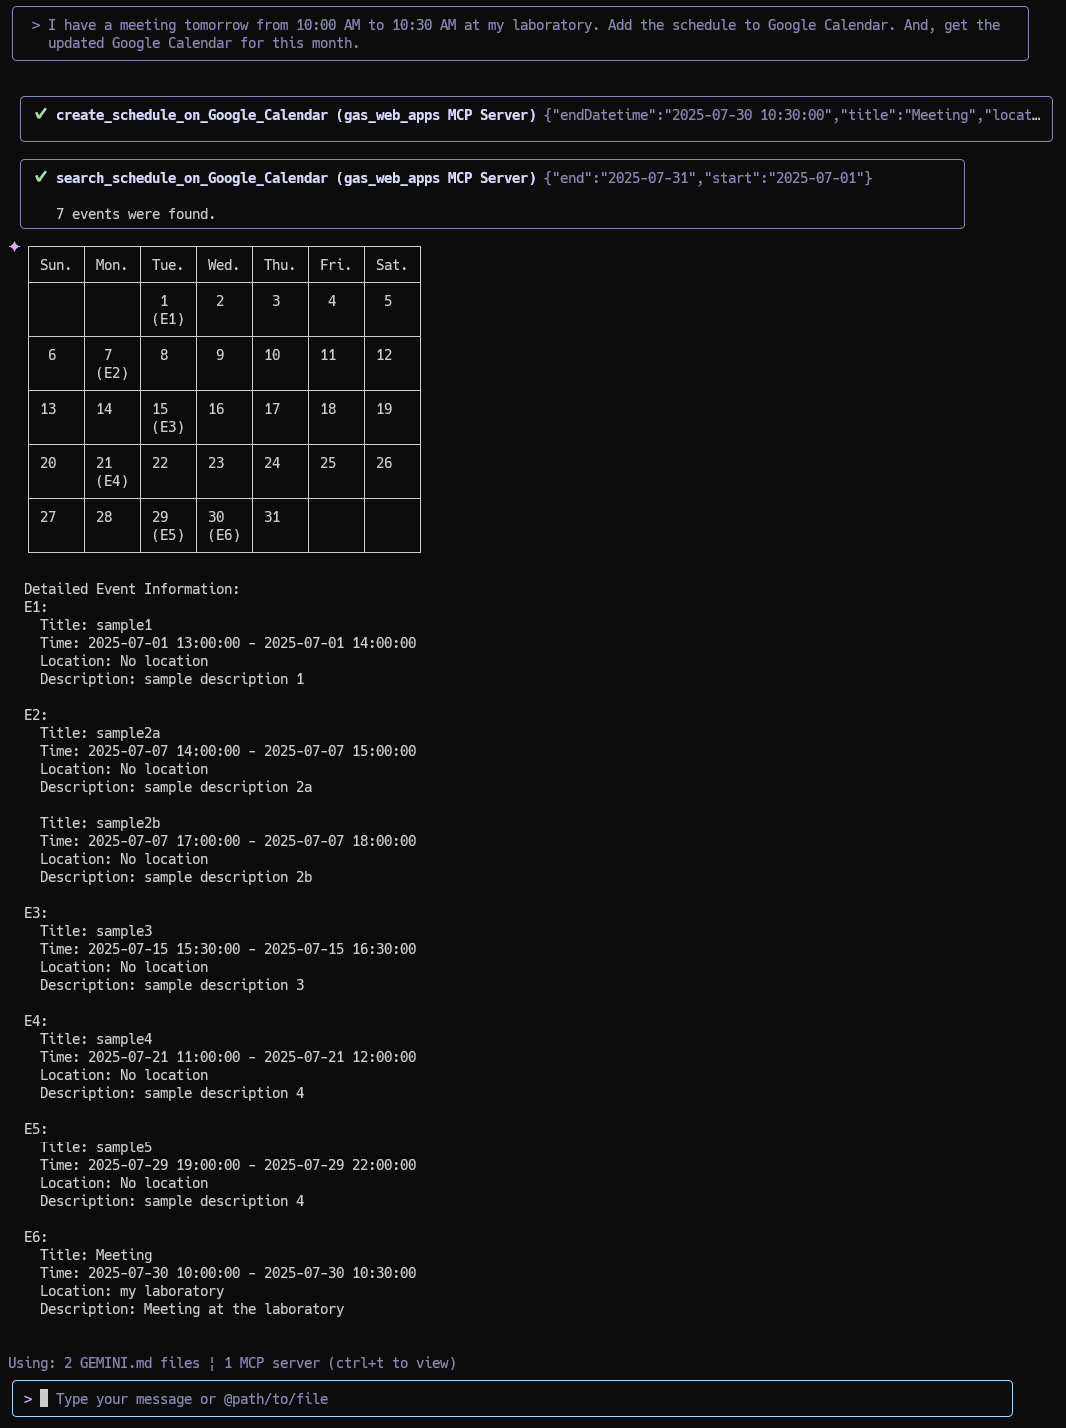 > I have a meeting tomorrow from 10:00 AM to 10:30 AM at my laboratory. Add the schedule to Google Calendar. And, get the
updated Google Calendar for this month.
✓ create_schedule_on_Google_Calendar (gas_web_apps MCP Server) {"endDatetime":"2025-07-30 10:30:00","title":"Meeting","locat…
✓ search_schedule_on_Google_Calendar (gas_web_apps MCP Server) {"end":"2025-07-31","start":"2025-07-01"}
7 events were found.
Sun. Mon. Tue. Wed. Thu. Fri. Sat.
1 2 3 4 5
(E1)
6 7 8 9 10 11 12
(E2)
13 14 15 16 17 18 19
(E3)
20 21 22 23 24 25 26
(E4)
27 28 29 30 31
(E5) (E6)
Detailed Event Information:
E1:
Title: sample1
Time: 2025-07-01 13:00:00 - 2025-07-01 14:00:00
Location: No location
Description: sample description 1
E2:
Title: sample2a
Time: 2025-07-07 14:00:00 - 2025-07-07 15:00:00
Location: No location
Description: sample description 2a
Title: sample2b
Time: 2025-07-07 17:00:00 - 2025-07-07 18:00:00
Location: No location
Description: sample description 2b
E3:
Title: sample3
Time: 2025-07-15 15:30:00 - 2025-07-15 16:30:00
Location: No location
Description: sample description 3
E4:
Title: sample4
Time: 2025-07-21 11:00:00 - 2025-07-21 12:00:00
Location: No location
Description: sample description 4
E5:
Title: sample5
Time: 2025-07-29 19:00:00 - 2025-07-29 22:00:00
Location: No location
Description: sample description 4
E6:
Title: Meeting
Time: 2025-07-30 10:00:00 - 2025-07-30 10:30:00
Location: my laboratory
Description: Meeting at the laboratory
Using: 2 GEMINI.md files ¦ 1 MCP server (ctrl+t to view)
> Type your message or @path/to/file